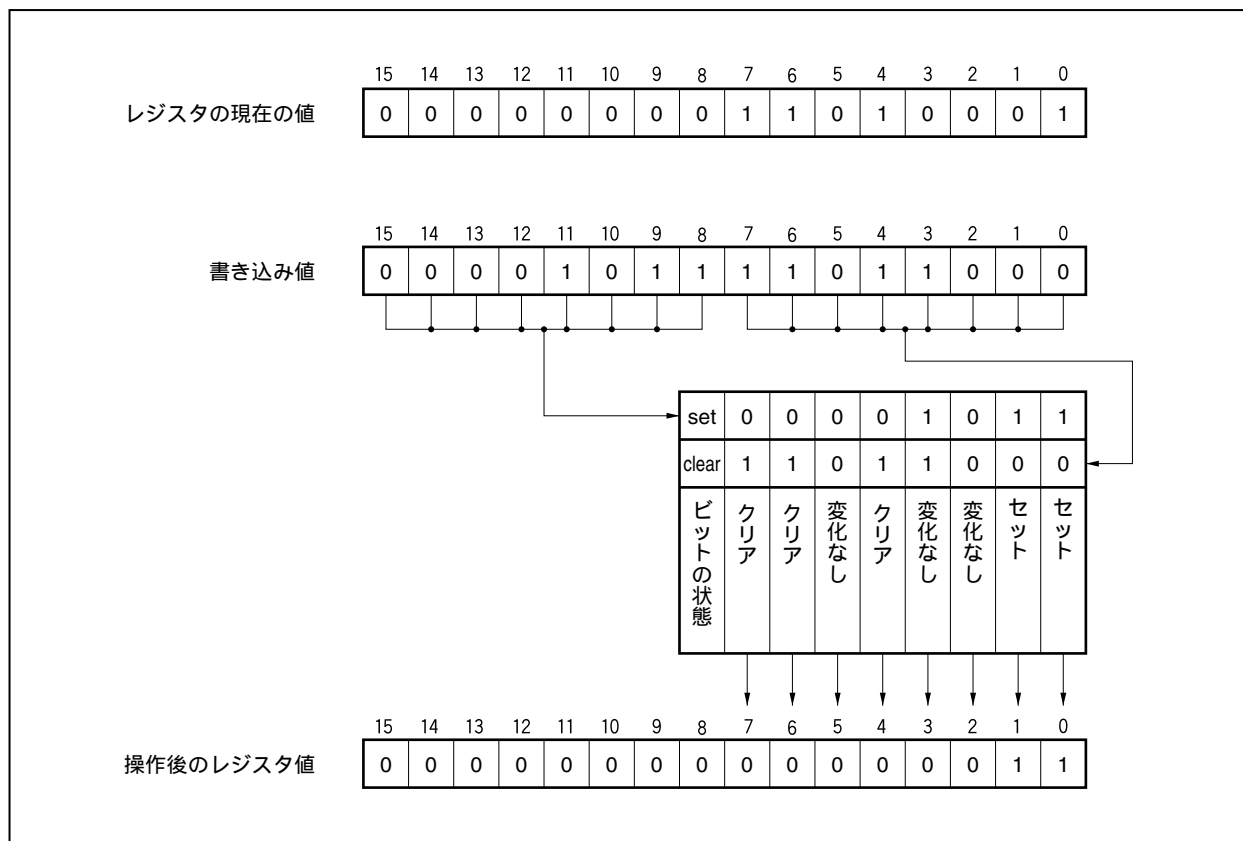 15 14 13 12 11 10 9 8 7 6 5 4 3 2 1 0
レジスタの現在の値 0 0 0 0 0 0 0 0 1 1 0 1 0 0 0 1
15 14 13 12 11 10 9 8 7 6 5 4 3 2 1 0
書き込み値 0 0 0 0 1 0 1 1 1 1 0 1 1 0 0 0
set 0 0 0 0 1 0 1 1
clear 1 1 0 1 1 0 0 0
ビットの状態 クリア クリア 変化なし クリア 変化なし 変化なし セット セット
15 14 13 12 11 10 9 8 7 6 5 4 3 2 1 0
操作後のレジスタ値 0 0 0 0 0 0 0 0 0 0 0 0 0 0 1 1